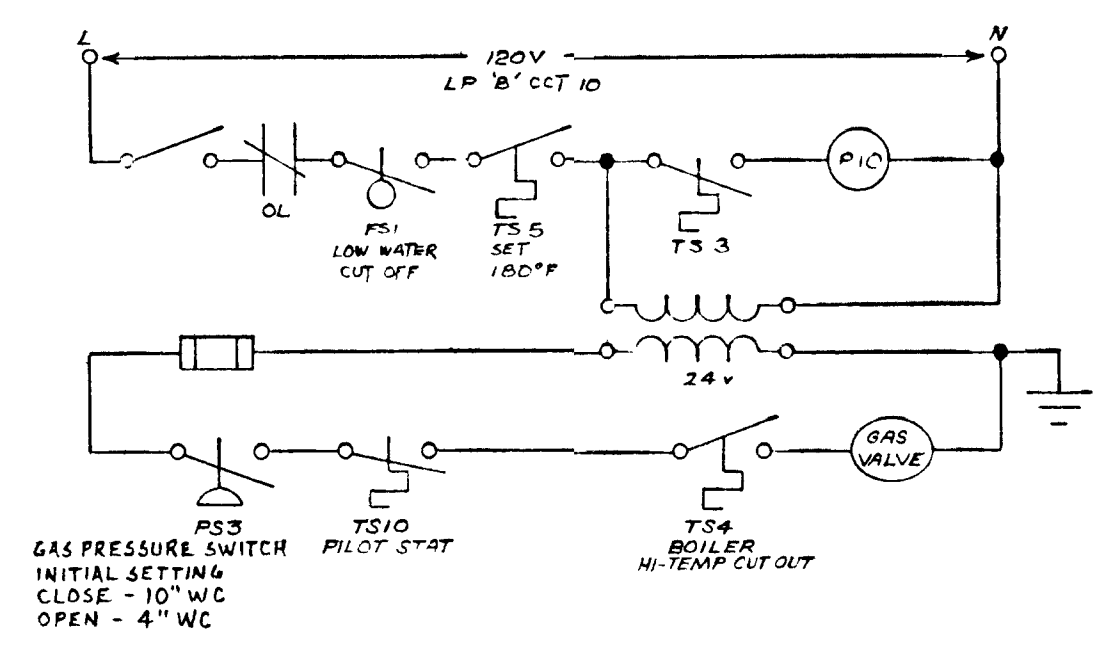 L
N
120V
LP 'B' CCT 10
P10
OL
FS1
LOW WATER
CUT OFF
TS 5
SET
180°F
TS 3
24v
GAS
VALVE
PS3
GAS PRESSURE SWITCH
INITIAL SETTING
CLOSE - 10" WC
OPEN - 4" WC
TS10
PILOT STAT
TS4
BOILER
HI-TEMP CUT OUT